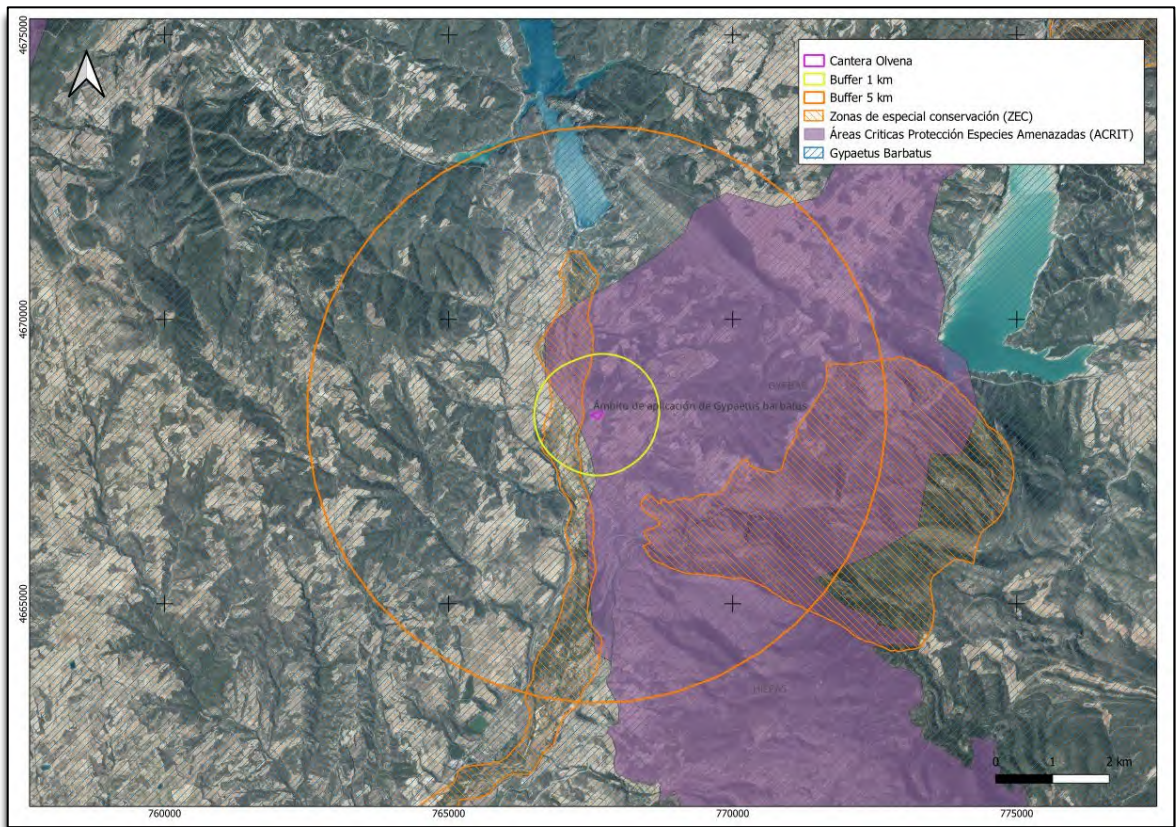 4675000
4670000
4665000
Cantera Olvena
Buffer 1 km
Buffer 5 km
Zonas de especial conservación (ZEC)
Áreas Criticas Protección Especies Amenazadas (ACRIT)
Gypaetus Barbatus
Ámbito de aplicación de Gypaetus barbatus
0 1 2 km
760000 765000 770000 775000